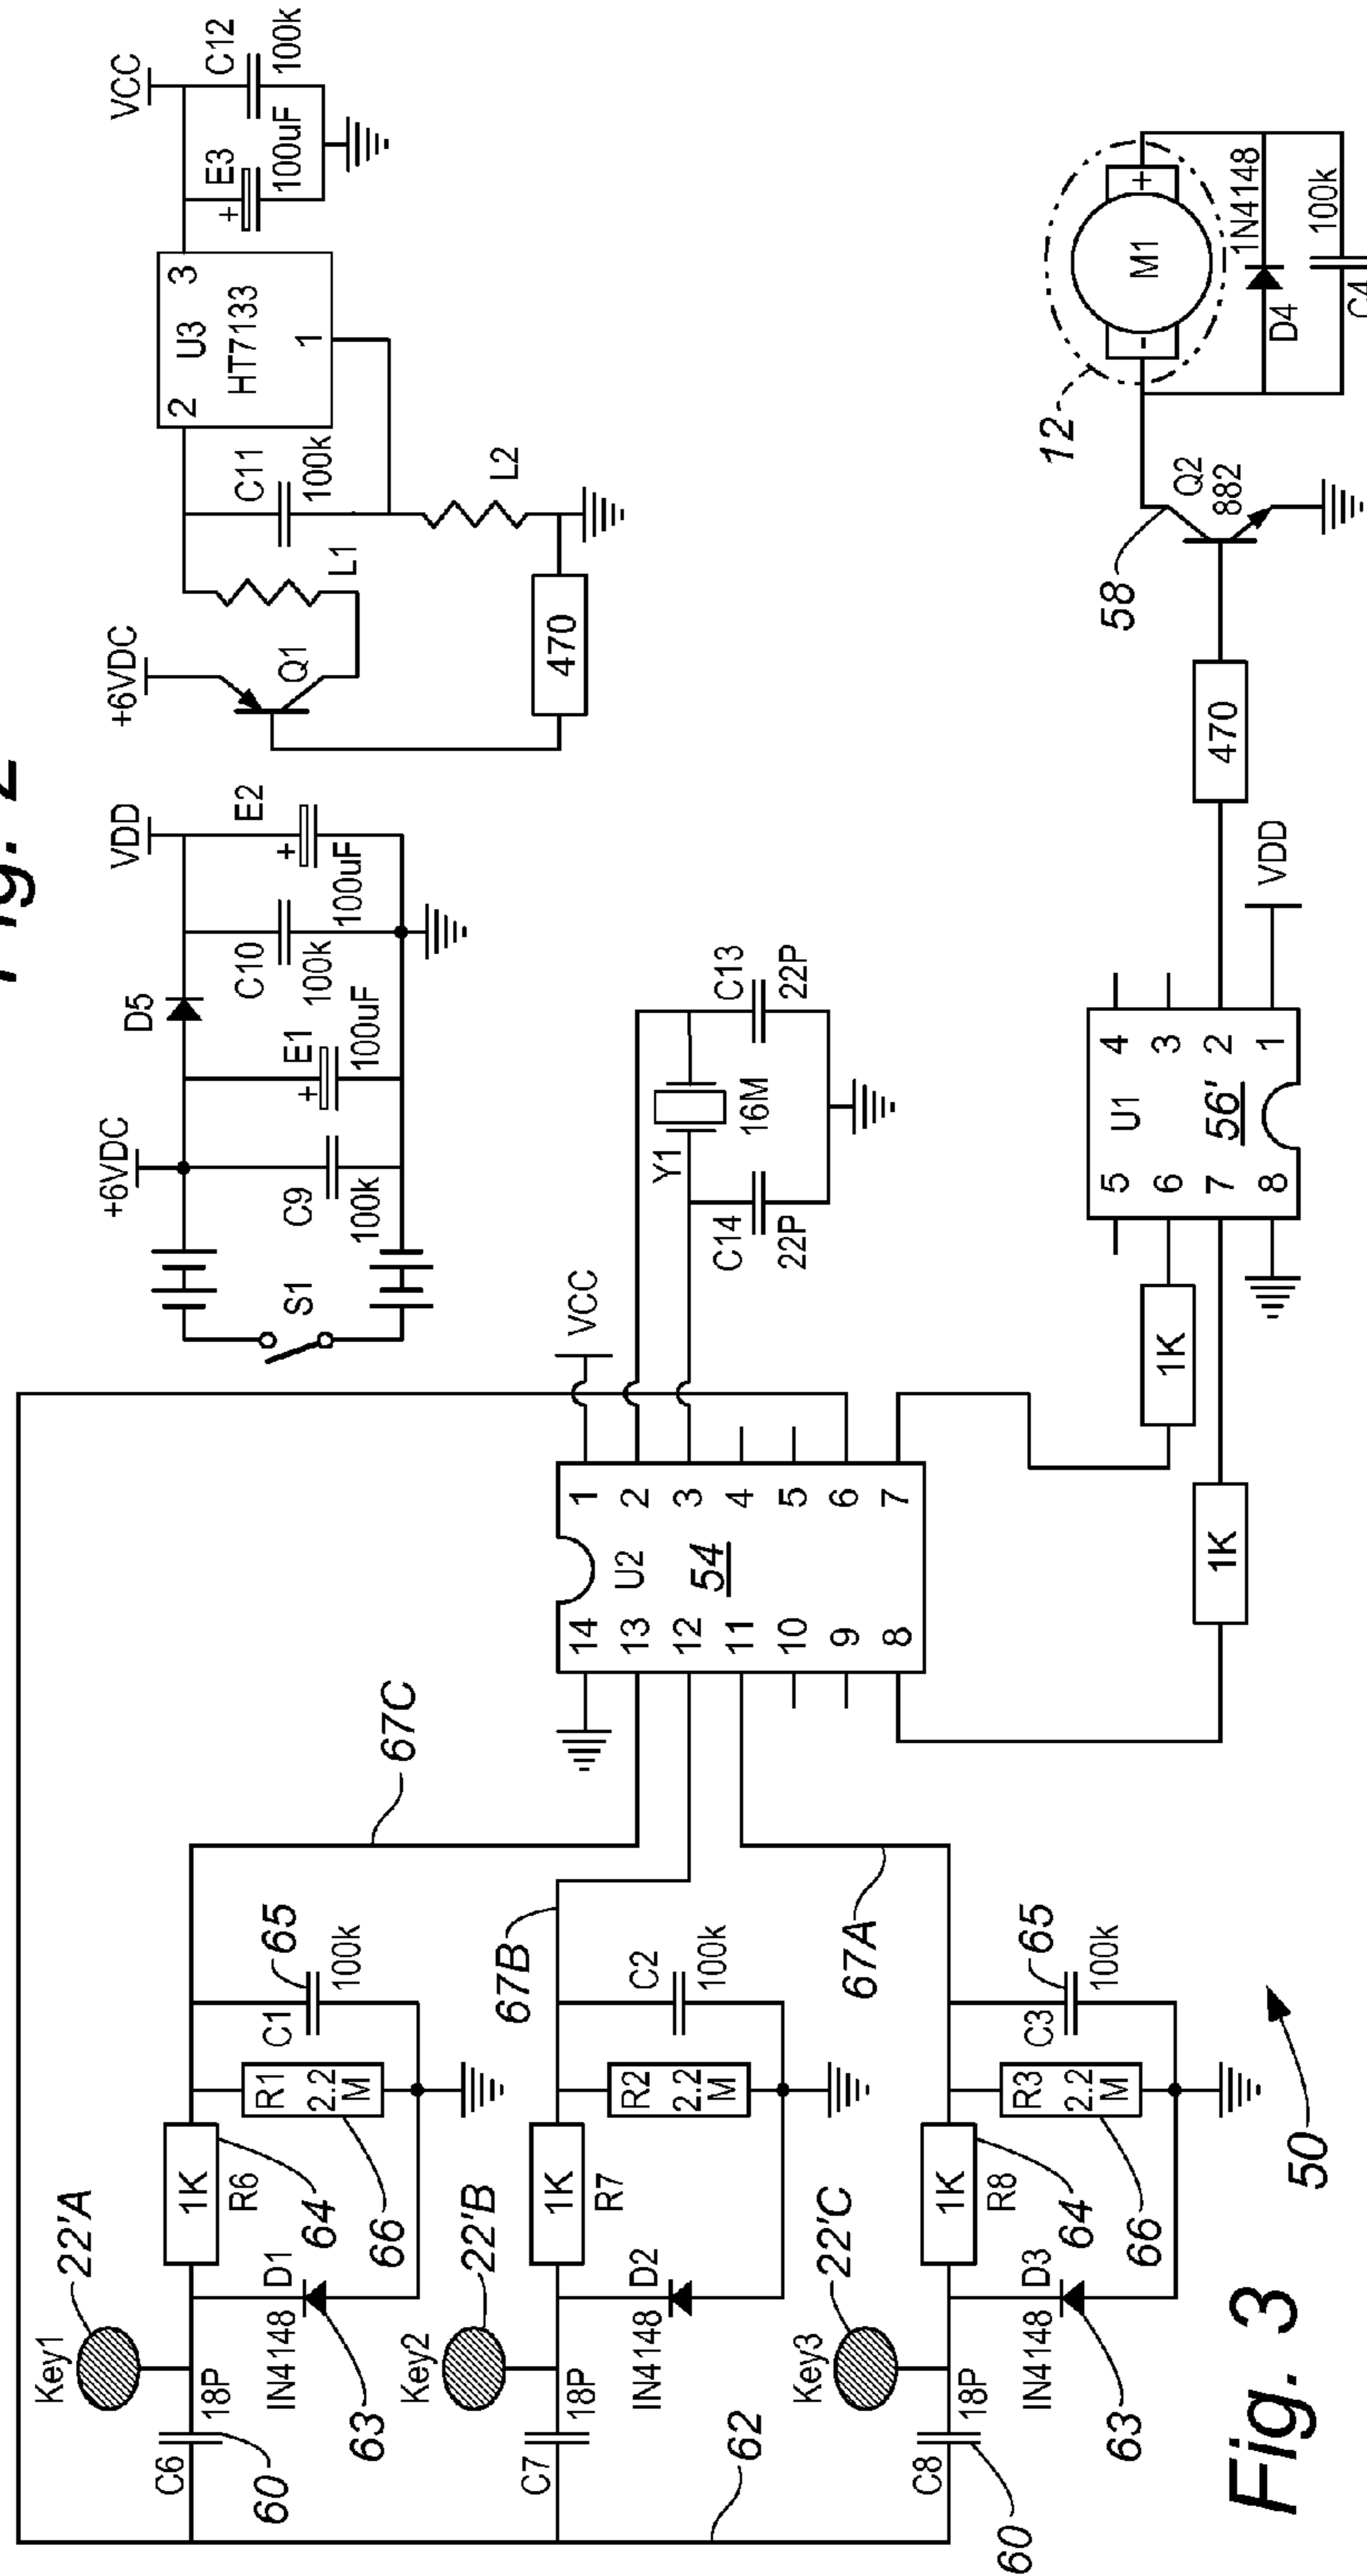 Fig. 2
Key1
22'A
C6
18P
60
1K
R6
64
IN4148
D1
63
R1
2.2
M
66
C1
65
100k
67C
Key2
22'B
C7
18P
1K
R7
IN4148
D2
R2
2.2
M
C2
100k
67B
62
Key3
22'C
C8
18P
60
1K
R8
64
IN4148
D3
63
R3
2.2
M
66
C3
65
100k
67A
50
14
13
12
11
10
9
8
U2
54
1
2
3
4
5
6
7
VCC
Y1
16M
C14
22P
C13
22P
1K
1K
5
6
7
8
U1
56'
4
3
2
1
VDD
470
58
Q2
882
12
-
M1
+
D4
1N4148
C4
100k
S1
+6VDC
C9
100k
E1
+
100uF
D5
C10
100k
VDD
E2
+
100uF
+6VDC
Q1
470
L1
C11
100k
L2
2
U3
3
HT7133
1
E3
+
100uF
VCC
C12
100k
Fig. 3